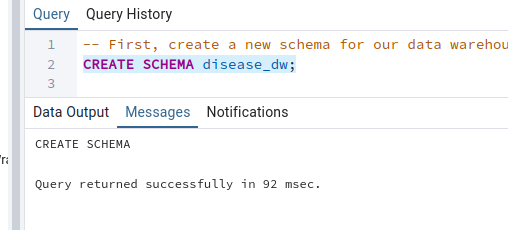 Query Query History
1 -- First, create a new schema for our data
2 CREATE SCHEMA disease_dw;
3
Data Output Messages Notifications
CREATE SCHEMA
Query returned successfully in 92 msec.